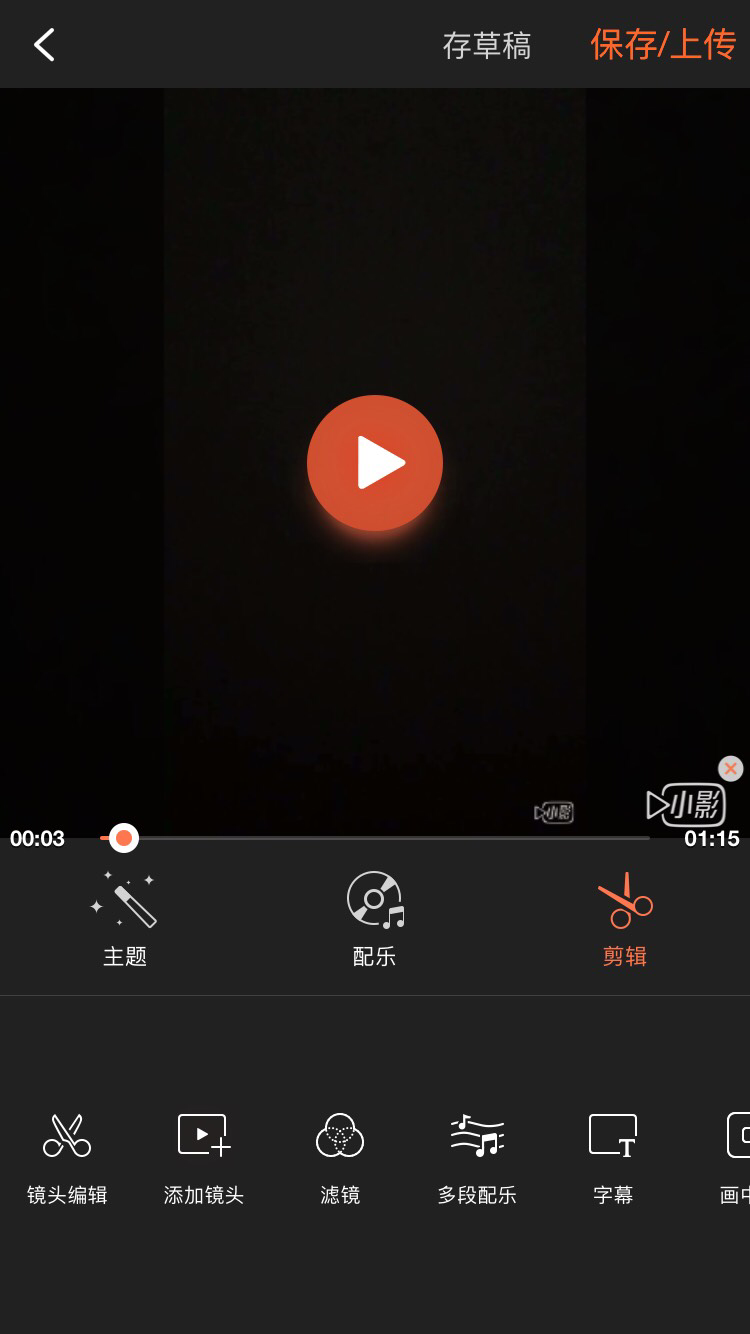 存草稿
保存/上传
小影
小影
00:03
01:15
主题
配乐
剪辑
镜头编辑
添加镜头
滤镜
多段配乐
字幕
画中